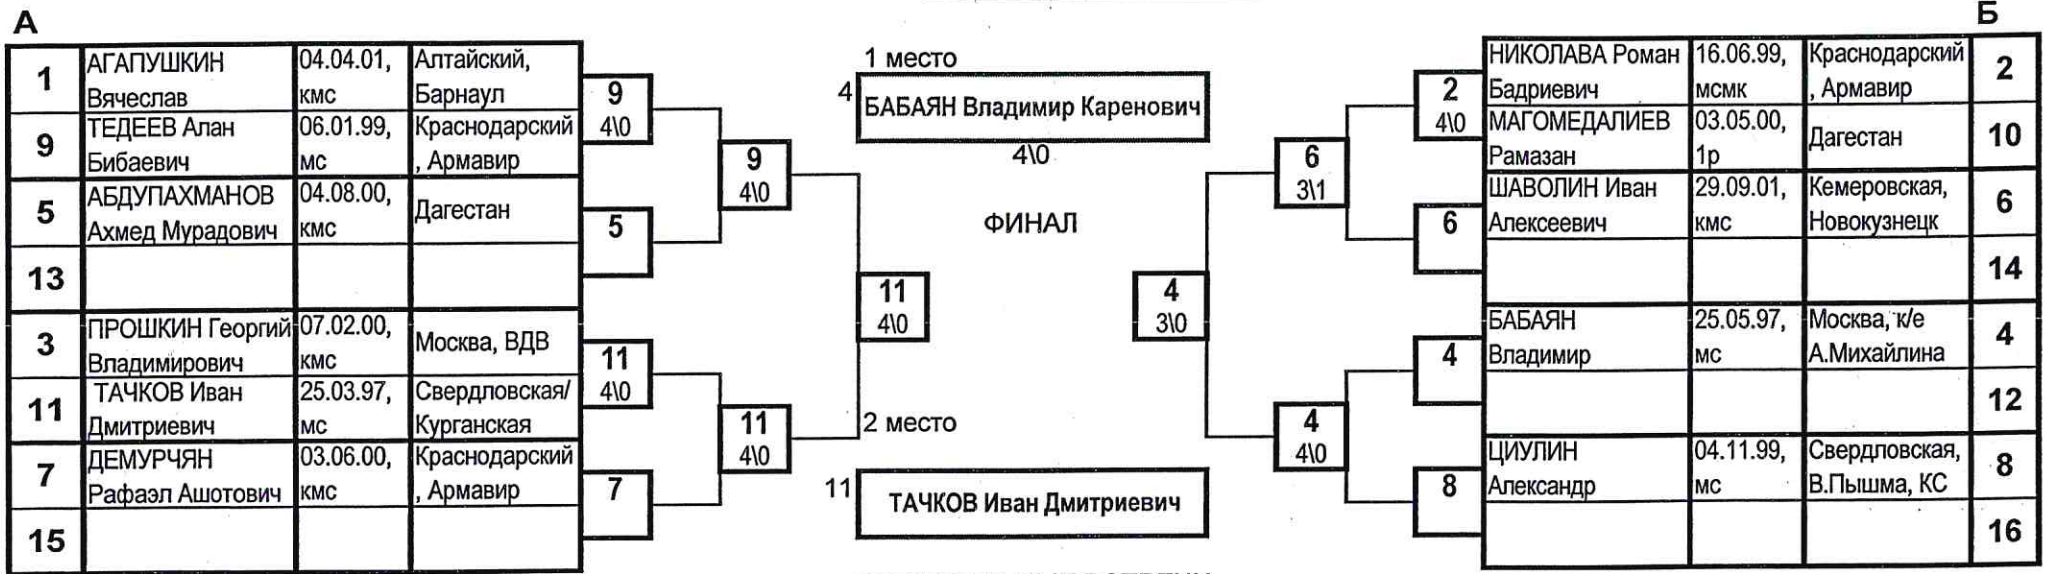 А
Б
1
АГАПУШКИН
Вячеслав
04.04.01,
кмс
Алтайский,
Барнаул
9
ТЕДЕЕВ Алан
Бибаевич
06.01.99,
мс
Краснодарский
, Армавир
5
АБДУПАХМАНОВ
Ахмед Мурадович
04.08.00,
кмс
Дагестан
13
3
ПРОШКИН Георгий
Владимирович
07.02.00,
кмс
Москва, ВДВ
11
ТАЧКОВ Иван
Дмитриевич
25.03.97,
мс
Свердловская/
Курганская
7
ДЕМУРЧЯН
Рафаэл Ашотович
03.06.00,
кмс
Краснодарский
, Армавир
15
9
4\0
5
11
4\0
7
9
4\0
11
4\0
11
4\0
1 место
4
БАБАЯН Владимир Каренович
4\0
ФИНАЛ
2 место
11
ТАЧКОВ Иван Дмитриевич
4
3\0
6
3\1
4
4\0
2
4\0
6
4
8
НИКОЛАВА Роман
Бадриевич
16.06.99,
мсмк
Краснодарский
, Армавир
2
МАГОМЕДАЛИЕВ
Рамазан
03.05.00,
1р
Дагестан
10
ШАВОЛИН Иван
Алексеевич
29.09.01,
кмс
Кемеровская,
Новокузнецк
6
14
БАБАЯН
Владимир
25.05.97,
мс
Москва, к/е
А.Михайлина
4
12
ЦИУЛИН
Александр
04.11.99,
мс
Свердловская,
В.Пышма, КС
8
16